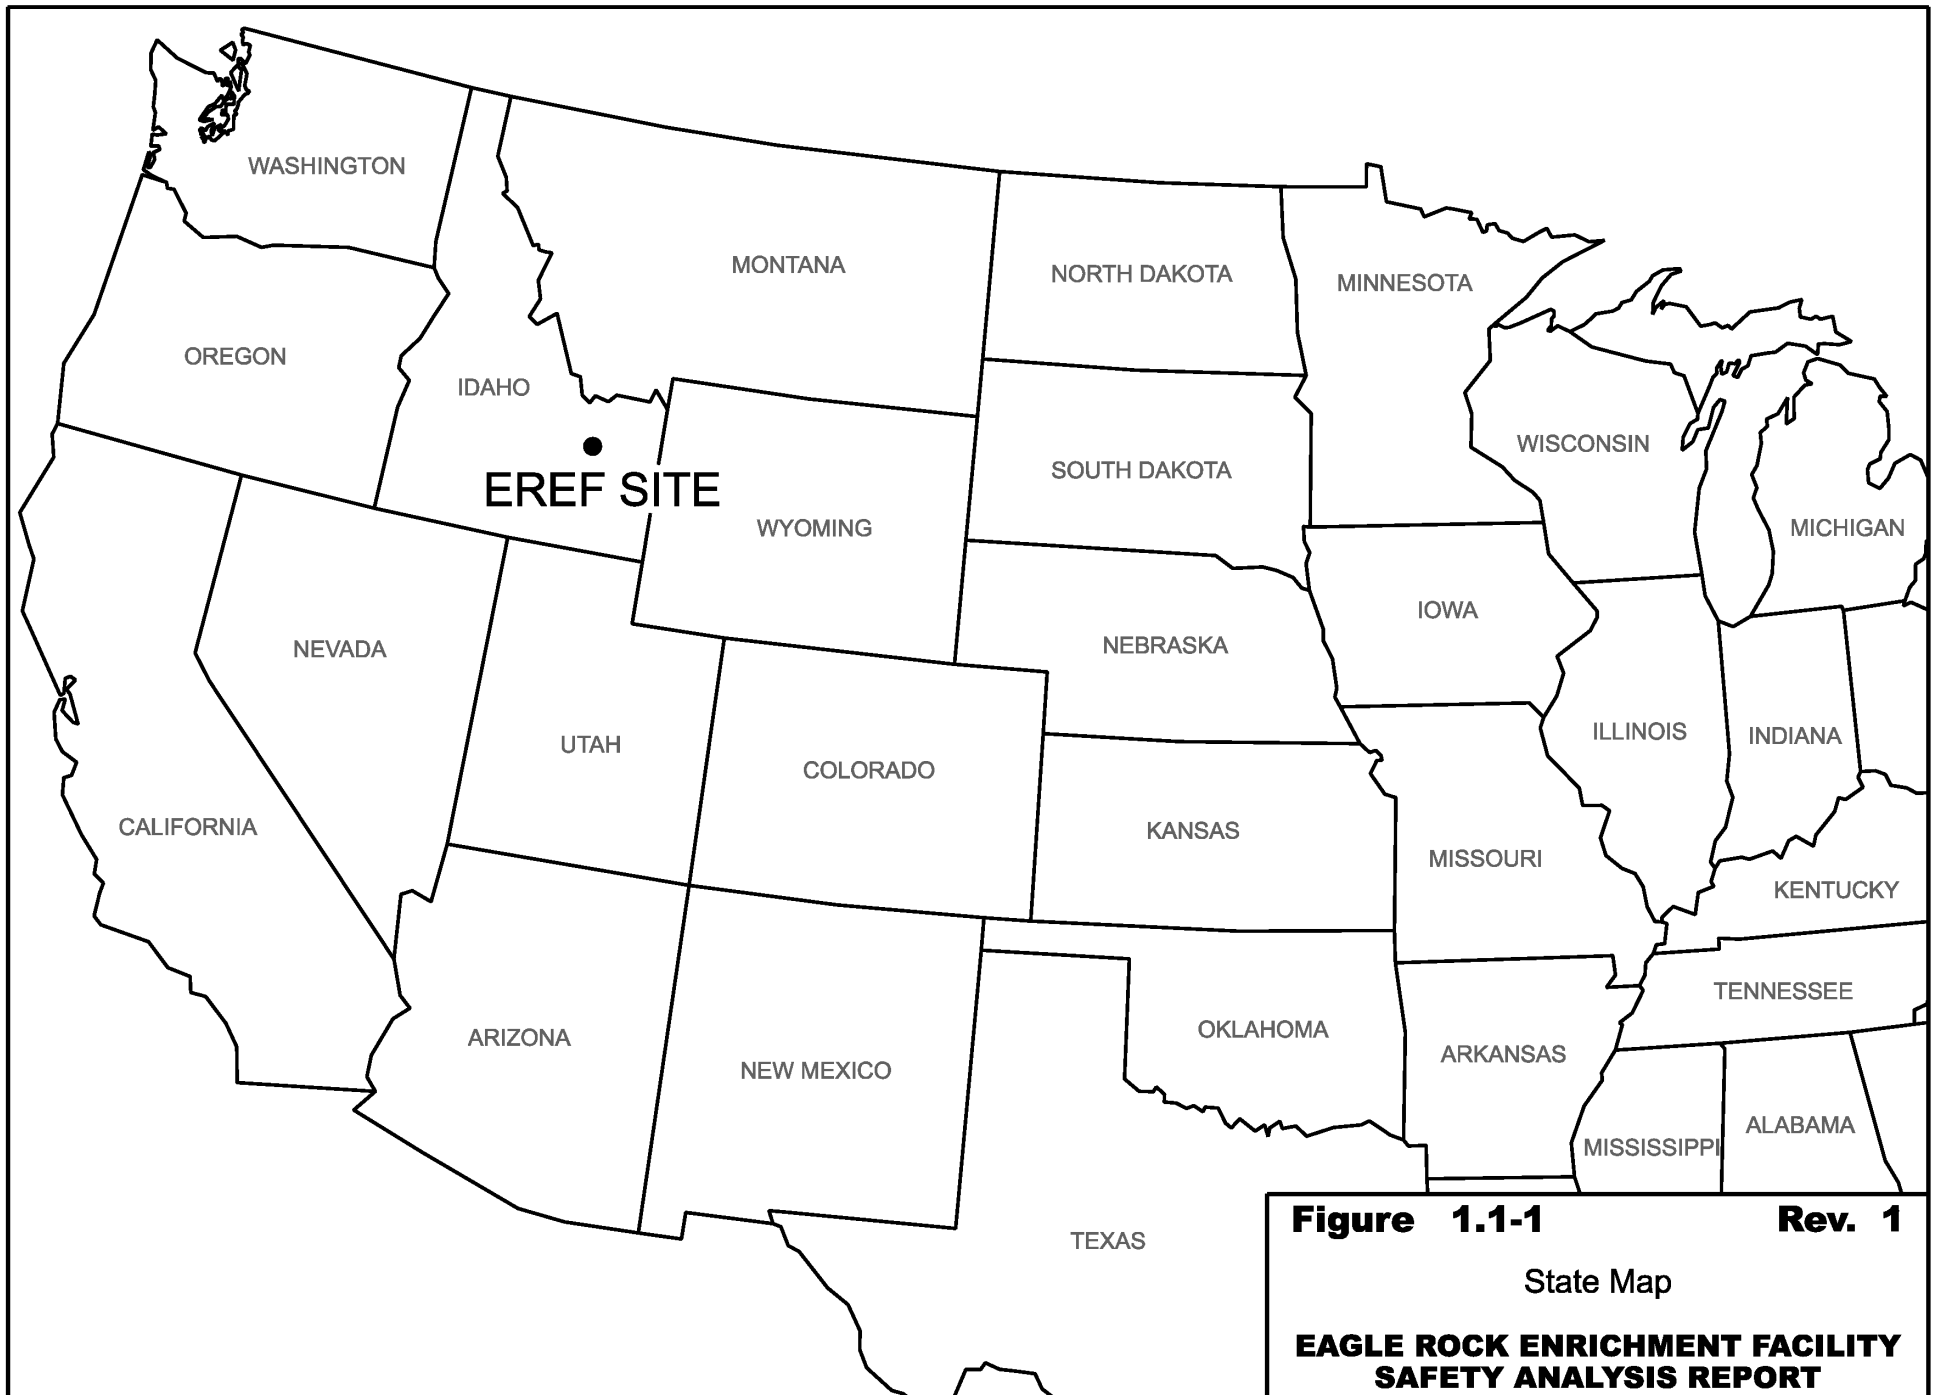 WASHINGTON
MONTANA
NORTH DAKOTA
MINNESOTA
OREGON
IDAHO
EREF SITE
WYOMING
SOUTH DAKOTA
WISCONSIN
MICHIGAN
IOWA
NEVADA
NEBRASKA
UTAH
COLORADO
ILLINOIS
INDIANA
CALIFORNIA
KANSAS
MISSOURI
KENTUCKY
TENNESSEE
ARIZONA
NEW MEXICO
OKLAHOMA
ARKANSAS
MISSISSIPPI
ALABAMA
TEXAS
Figure 1.1-1 Rev. 1
State Map
EAGLE ROCK ENRICHMENT FACILITY
SAFETY ANALYSIS REPORT